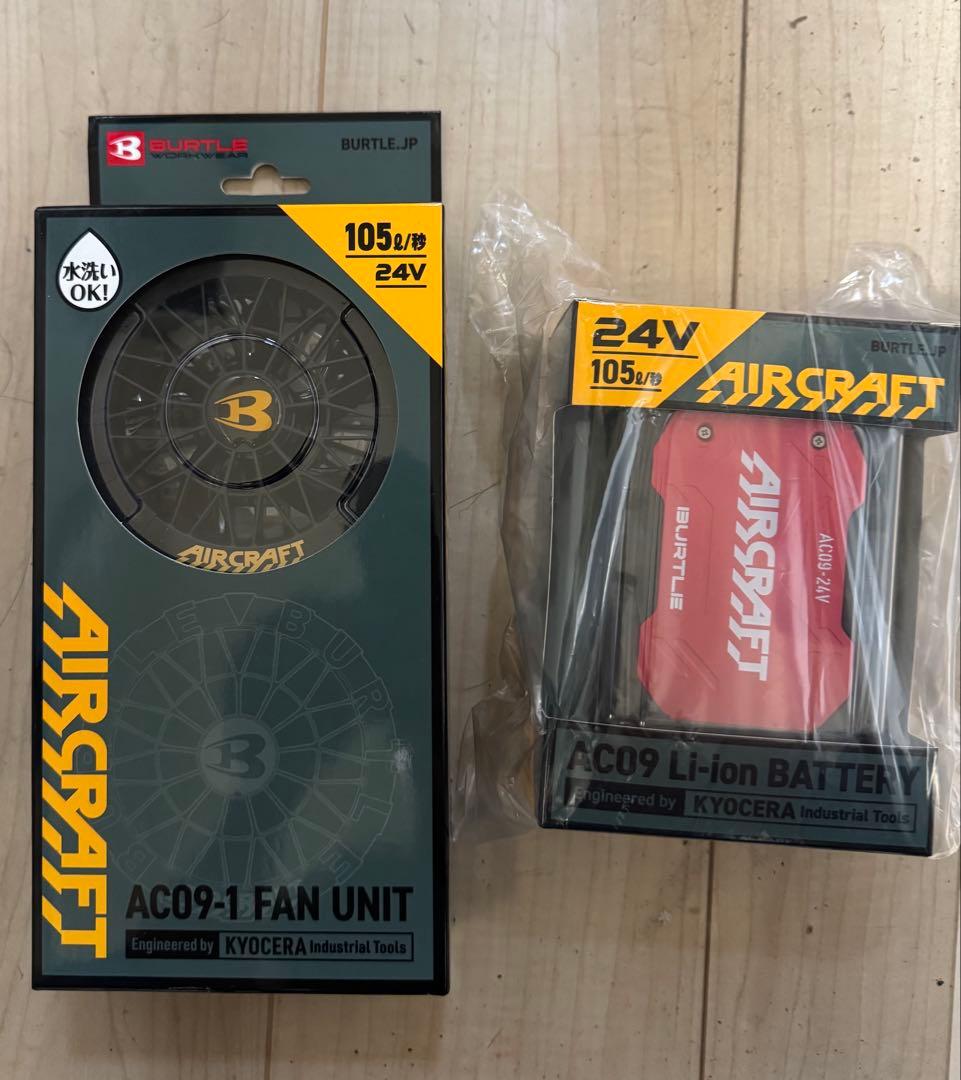 BURTLE
WORKWEAR
BURTLE.JP
105ℓ/秒
24V
水洗い
OK!
B
AIRCRAFT
AIRCRAFT
EVBURTLE
B
AC09-1 FAN UNIT
Engineered by KYOCERA Industrial Tools
24V
105ℓ/秒
BURTLE.JP
AIRCRAFT
AIRCRAFT
BURTLE
AC09-24V
AC09 Li-ion BATTERY
Engineered by KYOCERA Industrial Tools